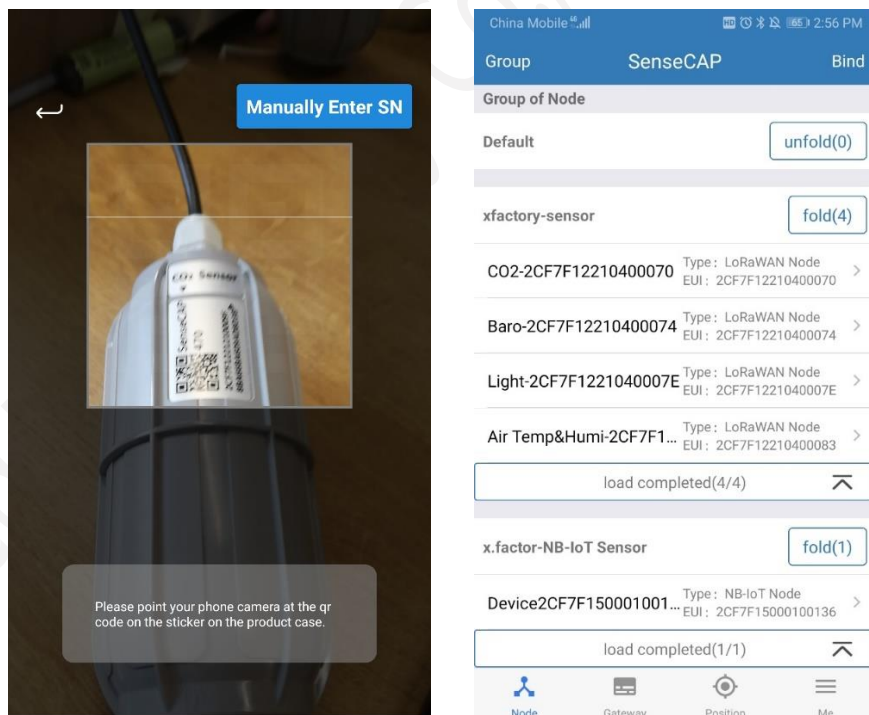 Manually Enter SN
CO2 Sensor
SenseCAP
470
Please point your phone camera at the qr
code on the sticker on the product case.
China Mobile
HD
65
2:56 PM
Group
SenseCAP
Bind
Group of Node
Default
unfold(0)
xfactory-sensor
fold(4)
CO2-2CF7F12210400070
Type: LoRaWAN Node
EUI: 2CF7F12210400070
Baro-2CF7F12210400074
Type: LoRaWAN Node
EUI: 2CF7F12210400074
Light-2CF7F1221040007E
Type: LoRaWAN Node
EUI: 2CF7F1221040007E
Air Temp&Humi-2CF7F1...
Type: LoRaWAN Node
EUI: 2CF7F12210400083
load completed(4/4)
x.factor-NB-IoT Sensor
fold(1)
Device2CF7F150001001...
Type: NB-IoT Node
EUI: 2CF7F15000100136
load completed(1/1)
Node
Gateway
Position
Me